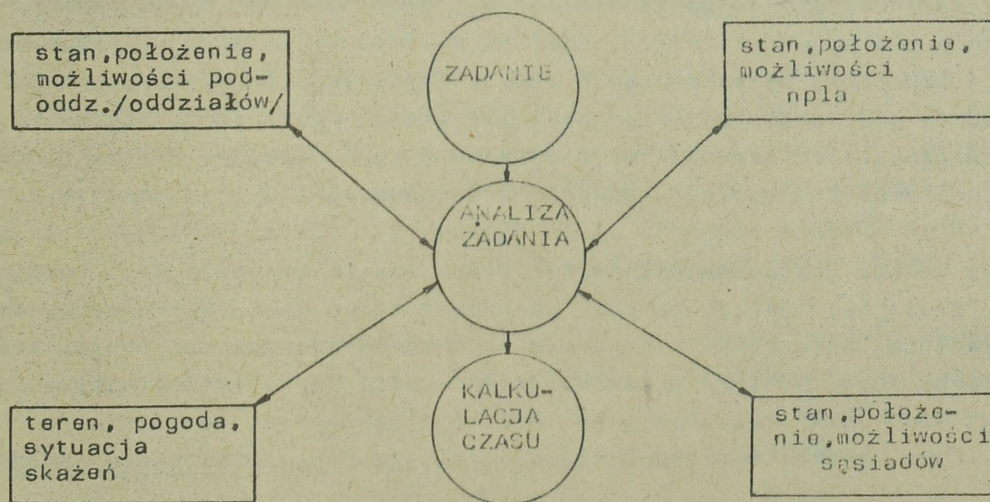 stan,położenie,
możliwości pod-
oddz./oddziałów/
ZADANIE
stan,położenie,
możliwości
npla
ANALIZA
ZADANIA
teren, pogoda,
sytuacja
skażeń
KALKU-
LACJA
CZASU
stan,położe-
nie,możliwości
sąsiadów